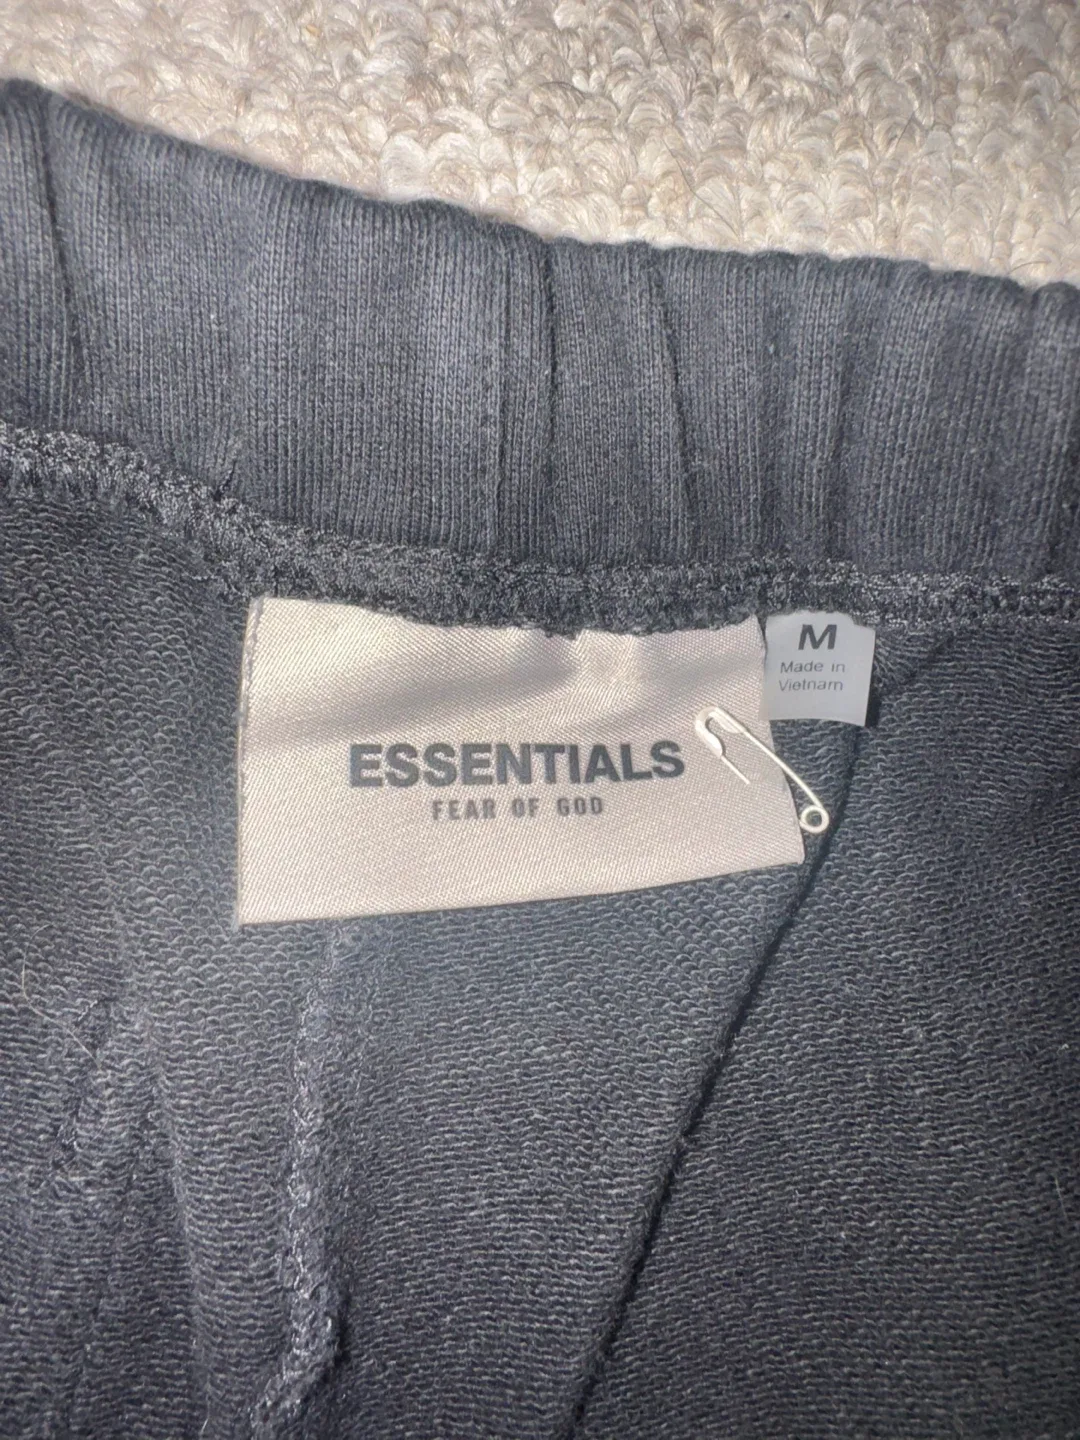 ESSENTIALS
FEAR OF GOD
M
Made in
Vietnam